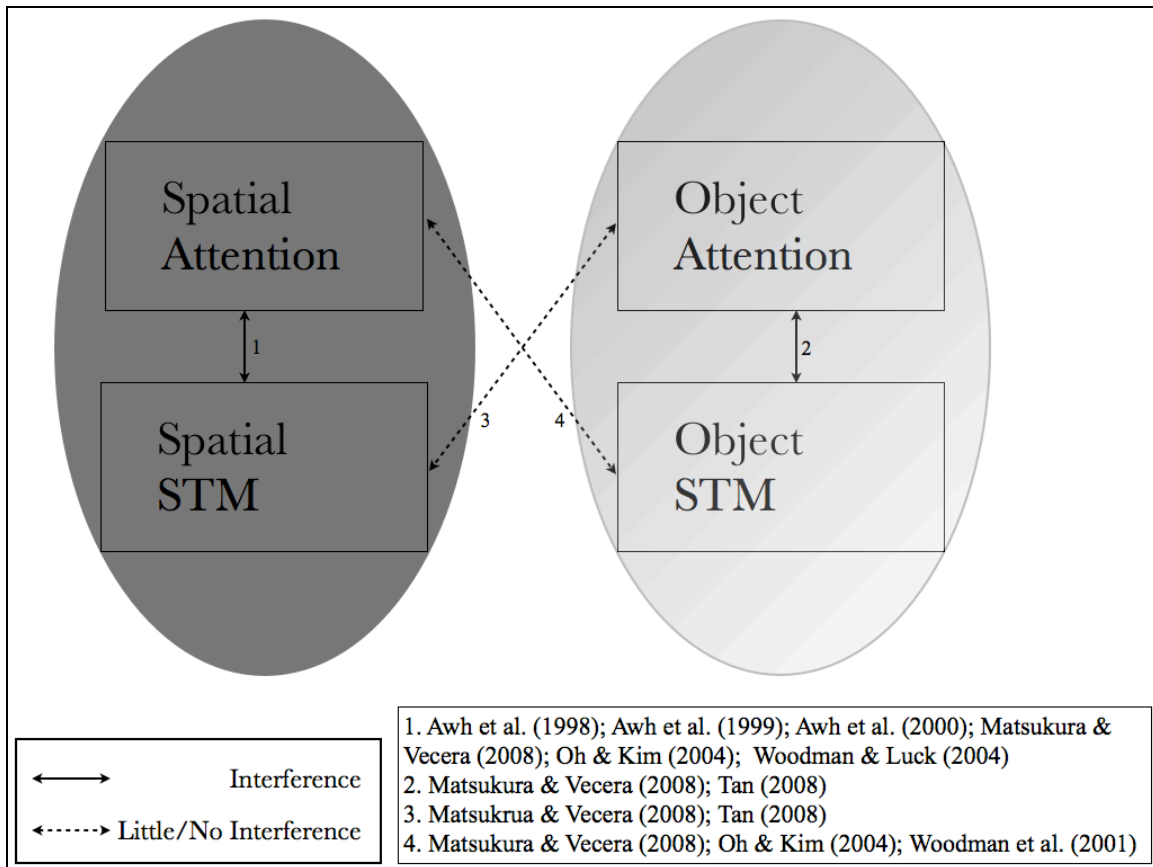 Spatial
Attention
Object
Attention
1
2
Spatial
STM
3
4
Object
STM
Interference
Little/No Interference
1. Awh et al. (1998); Awh et al. (1999); Awh et al. (2000); Matsukura &
Vecera (2008); Oh & Kim (2004); Woodman & Luck (2004)
2. Matsukura & Vecera (2008); Tan (2008)
3. Matsukrua & Vecera (2008); Tan (2008)
4. Matsukura & Vecera (2008); Oh & Kim (2004); Woodman et al. (2001)